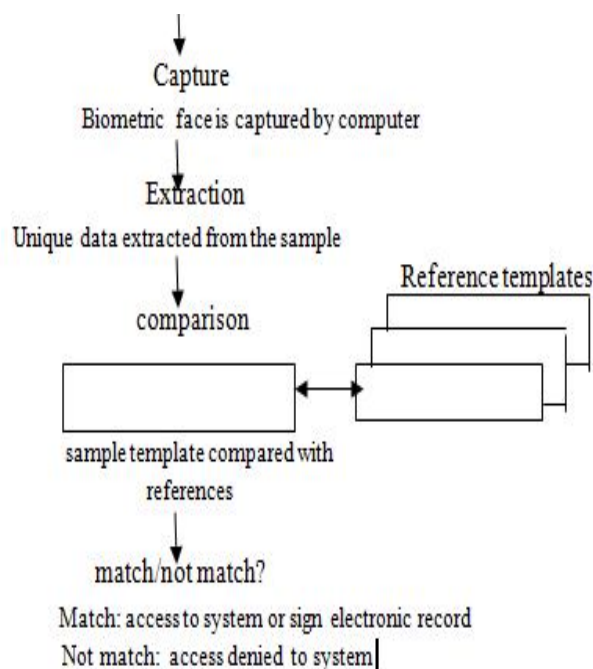 Capture
Biometric face is captured by computer
Extraction
Unique data extracted from the sample
Reference templates
comparison
sample template compared with
references
match/not match?
Match: access to system or sign electronic record
Not match: access denied to system